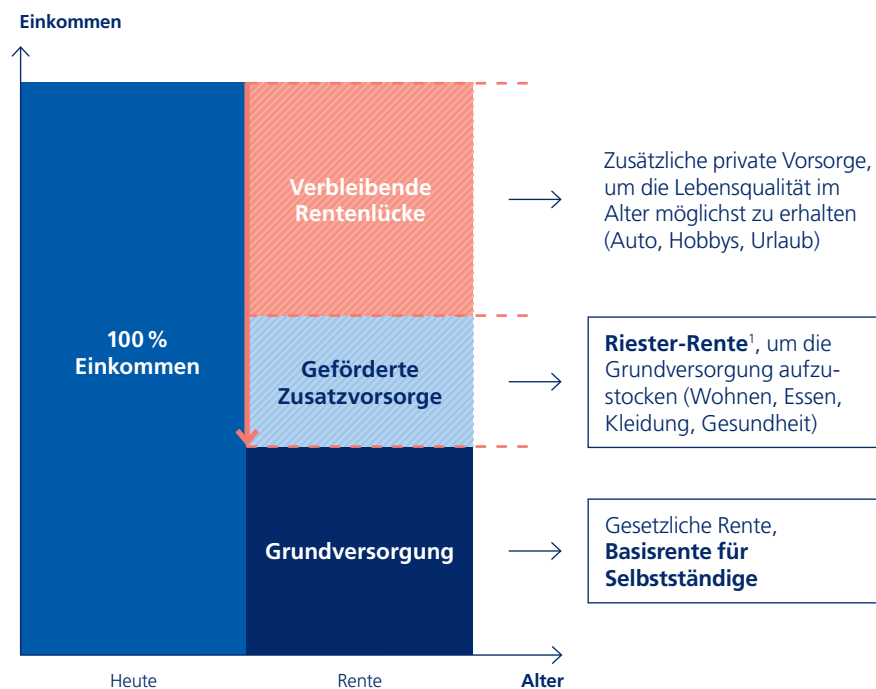 Einkommen
Verbleibende
Rentenlücke
Zusätzliche private Vorsorge,
um die Lebensqualität im
Alter möglichst zu erhalten
(Auto, Hobbys, Urlaub)
100 %
Einkommen
Geförderte
Zusatzvorsorge
Riester-Rente¹, um die
Grundversorgung aufzu-
stocken (Wohnen, Essen,
Kleidung, Gesundheit)
Grundversorgung
Gesetzliche Rente,
Basisrente für
Selbstständige
Heute
Rente
Alter